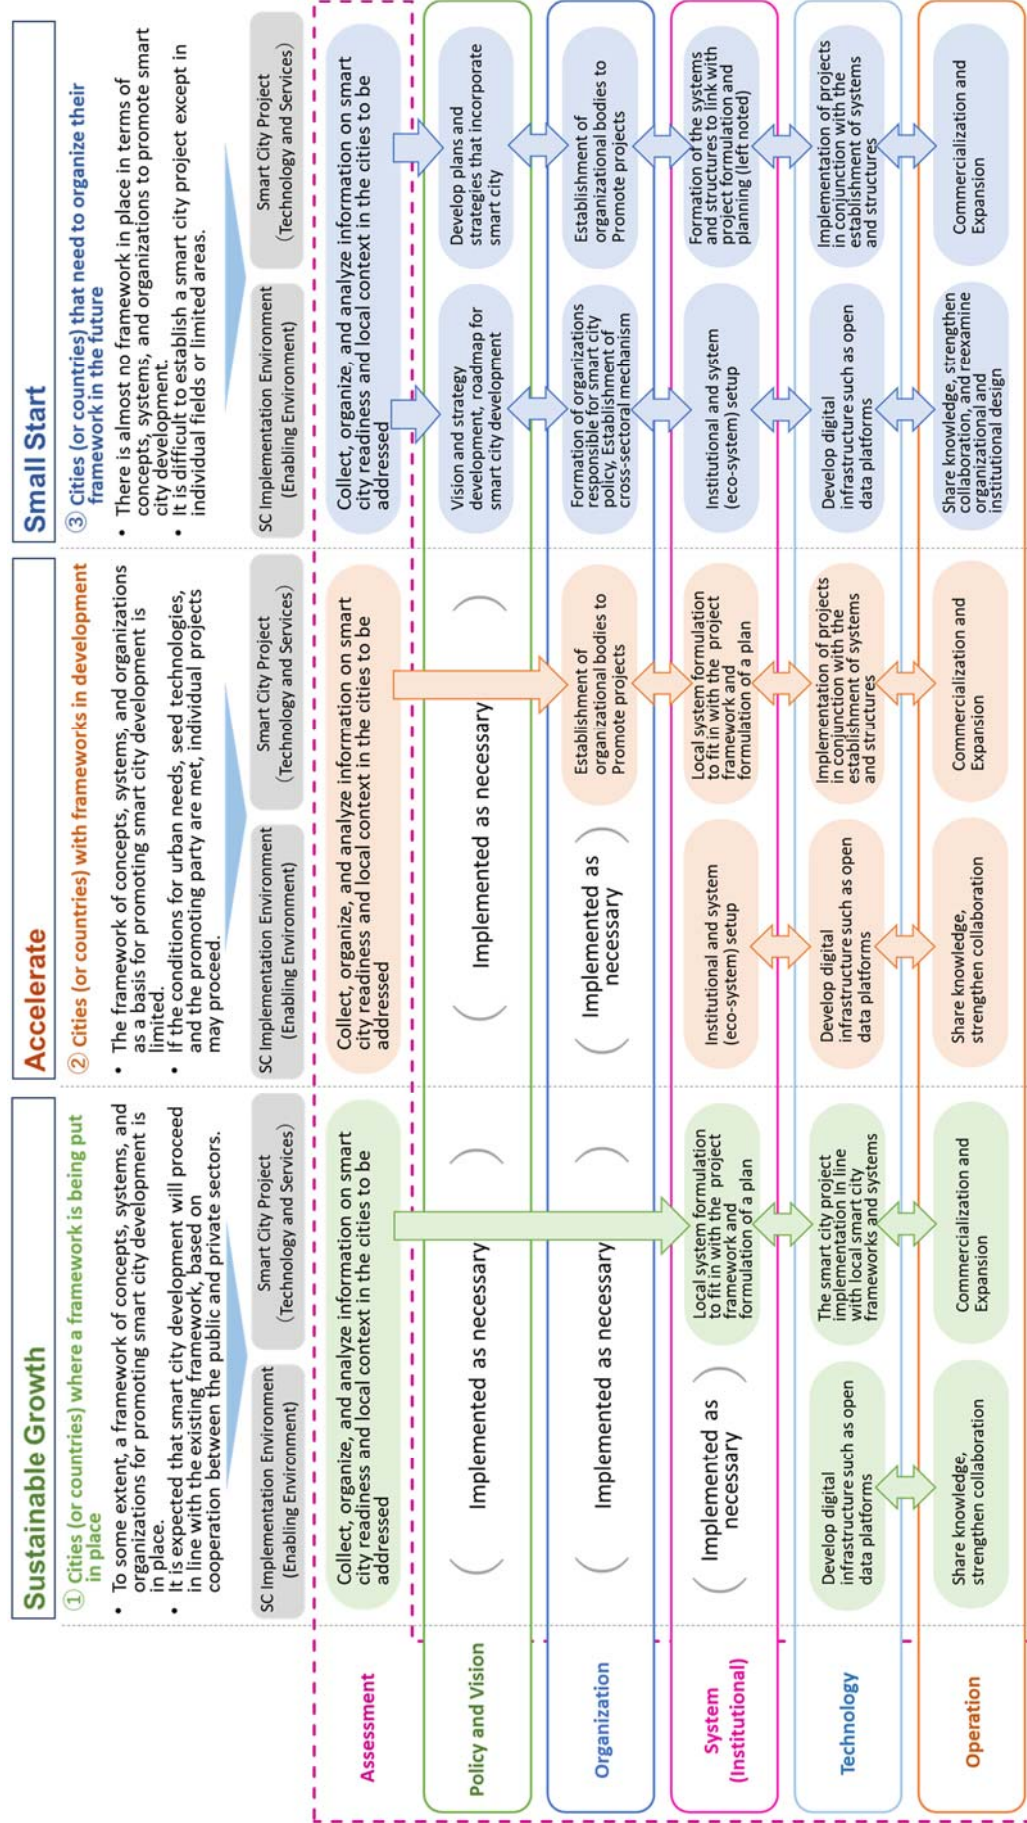 Sustainable Growth
① Cities (or countries) where a framework is being put
in place
• To some extent, a framework of concepts, systems, and
organizations for promoting smart city development is
in place.
• It is expected that smart city development will proceed
in line with the existing framework, based on
cooperation between the public and private sectors.
Accelerate
② Cities (or countries) with frameworks in development
• The framework of concepts, systems, and organizations
as a basis for promoting smart city development is
limited.
• If the conditions for urban needs, seed technologies,
and the promoting party are met, individual projects
may proceed.
Small Start
③ Cities (or countries) that need to organize their
framework in the future
• There is almost no framework in place in terms of
concepts, systems, and organizations to promote smart
city development.
• It is difficult to establish a smart city project except in
individual fields or limited areas.
SC Implementation Environment
(Enabling Environment)
Smart City Project
(Technology and Services)
SC Implementation Environment
(Enabling Environment)
Smart City Project
(Technology and Services)
SC Implementation Environment
(Enabling Environment)
Smart City Project
(Technology and Services)
Assessment
Collect, organize, and analyze information on smart
city readiness and local context in the cities to be
addressed
Collect, organize, and analyze information on smart
city readiness and local context in the cities to be
addressed
Collect, organize, and analyze information on smart
city readiness and local context in the cities to be
addressed
Policy and Vision
( Implemented as necessary )
( Implemented as necessary )
Vision and strategy
development, roadmap for
smart city development
Develop plans and
strategies that incorporate
smart city
Organization
( Implemented as necessary )
( Implemented as
necessary )
Establishment of
organizational bodies to
Promote projects
Formation of organizations
responsible for smart city
policy, Establishment of
cross-sectoral mechanism
Establishment of
organizational bodies to
Promote projects
System
(Institutional)
( Implemented as
necessary )
Local system formulation
to fit in with the project
framework and
formulation of a plan
Institutional and system
(eco-system) setup
Local system formulation
to fit in with the project
framework and
formulation of a plan
Institutional and system
(eco-system) setup
Formation of the systems
and structures to link with
project formulation and
planning (left noted)
Technology
Develop digital
infrastructure such as open
data platforms
The smart city project
implementation In line
with local smart city
frameworks and systems
Develop digital
infrastructure such as open
data platforms
Implementation of projects
in conjunction with the
establishment of systems
and structures
Develop digital
infrastructure such as open
data platforms
Implementation of projects
in conjunction with the
establishment of systems
and structures
Operation
Share knowledge,
strengthen collaboration
Commercialization and
Expansion
Share knowledge,
strengthen collaboration
Commercialization and
Expansion
Share knowledge, strengthen
collaboration, and reexamine
organizational and
institutional design
Commercialization and
Expansion